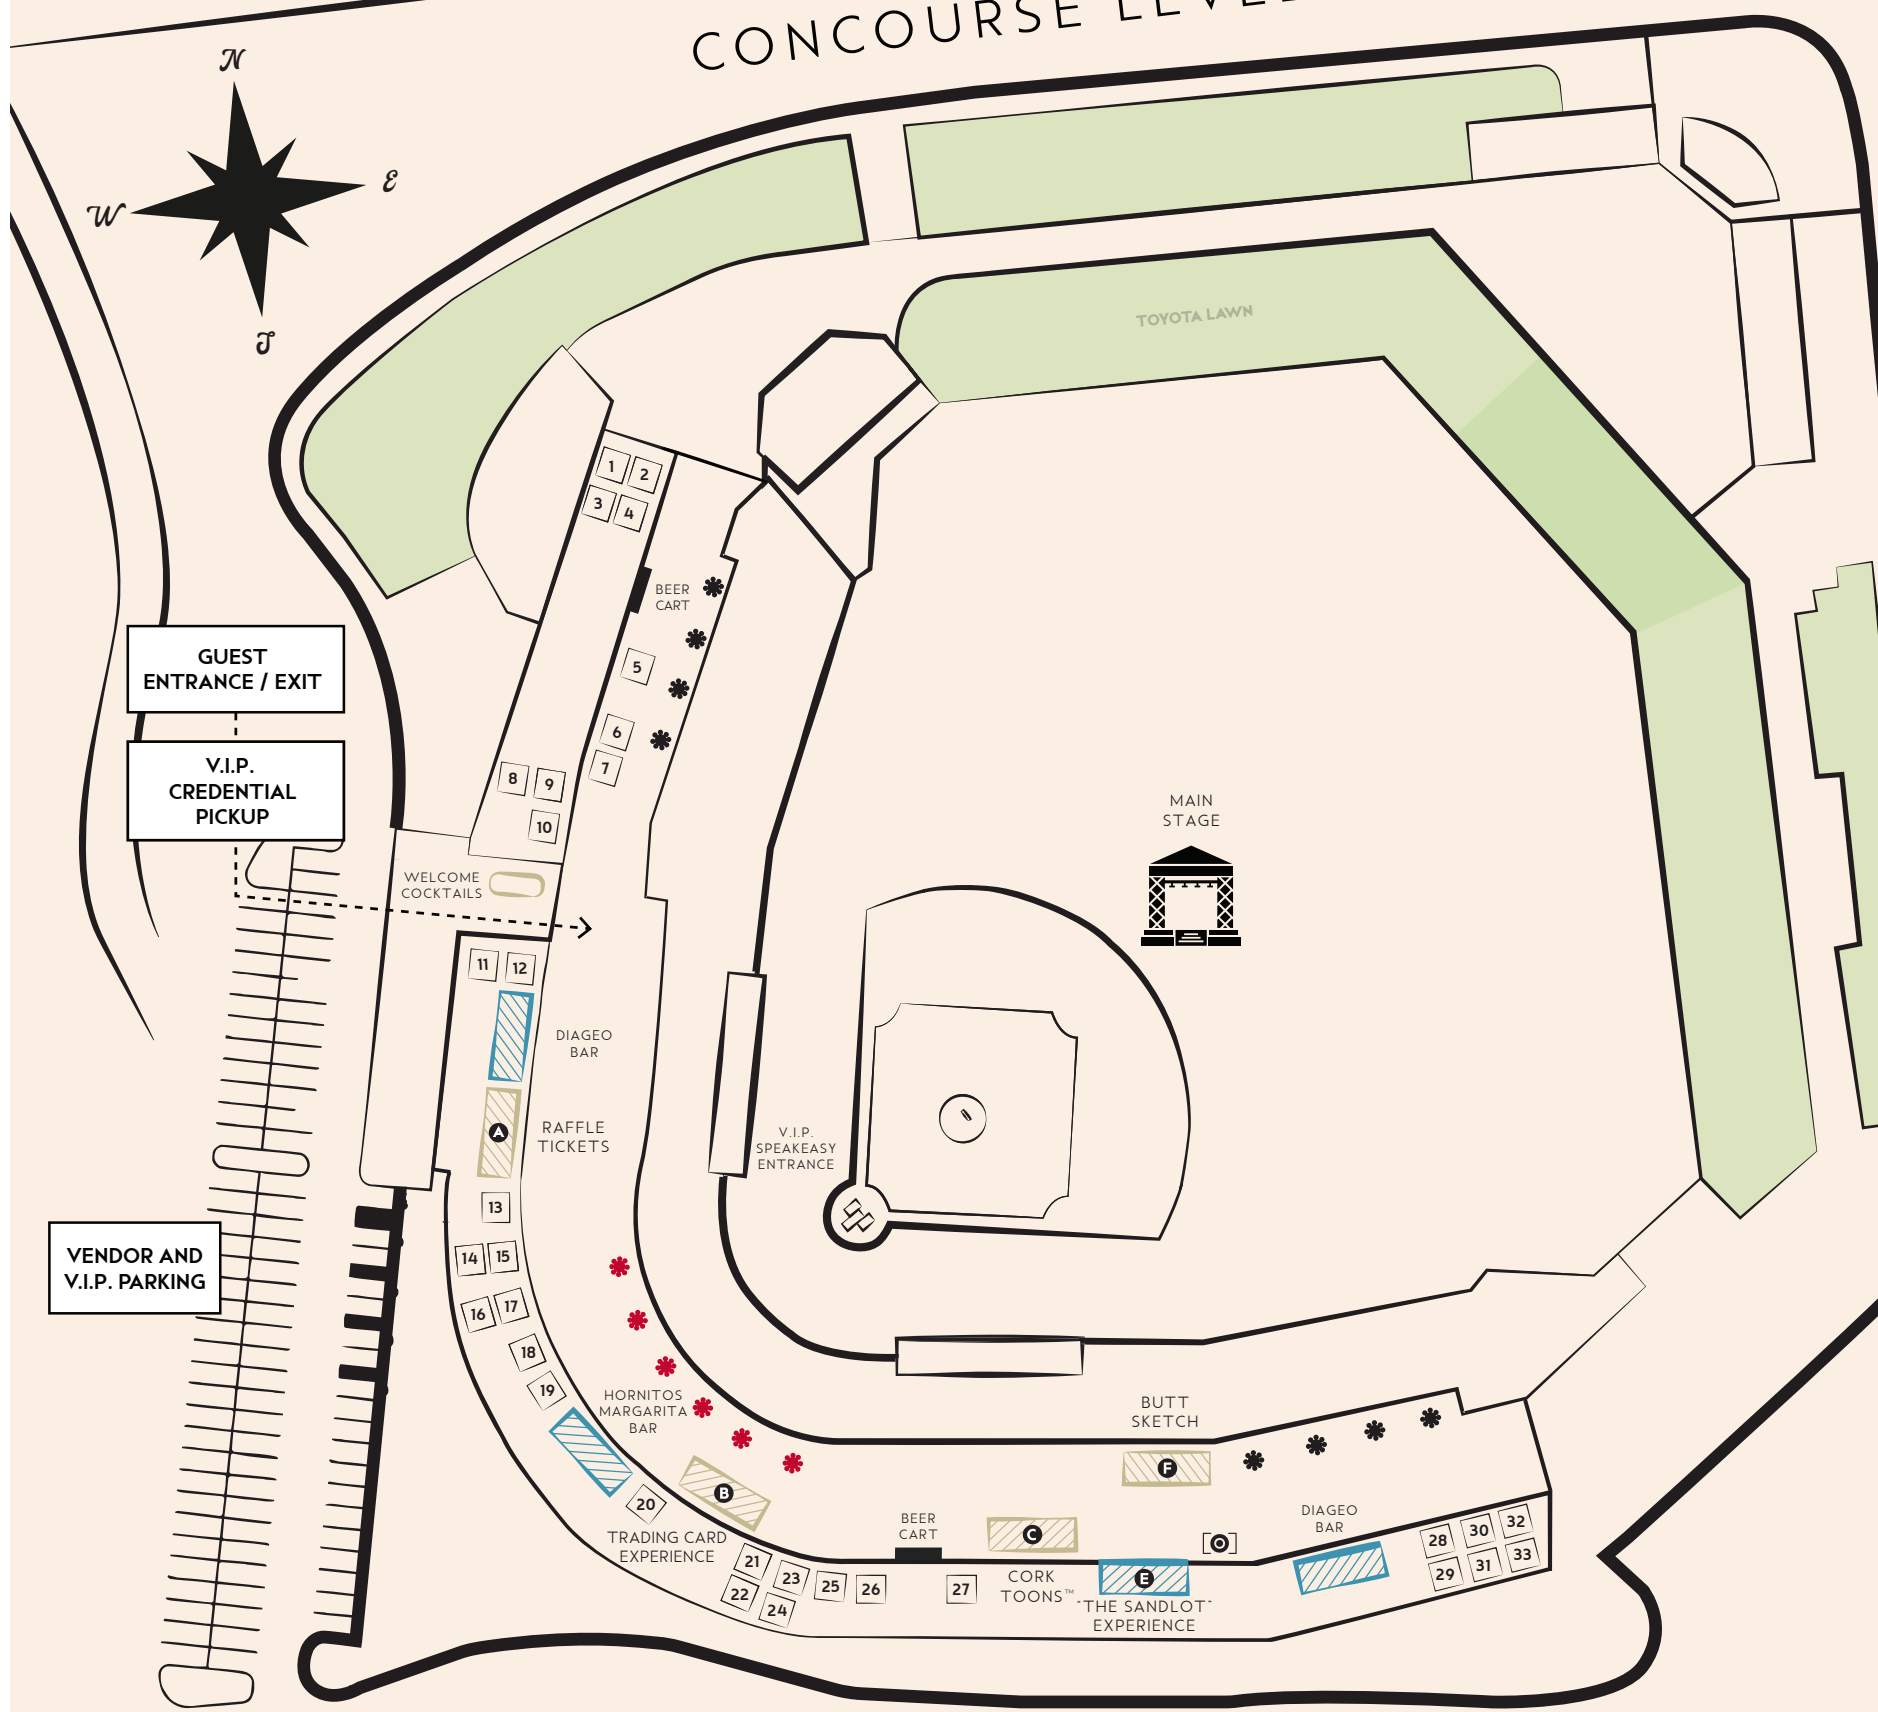 CONCOURSE LEVEL
N
E
W
S
TOYOTA LAWN
1
2
3
4
BEER
CART
5
6
7
8
9
10
GUEST
ENTRANCE / EXIT
V.I.P.
CREDENTIAL
PICKUP
MAIN
STAGE
WELCOME
COCKTAILS
11
12
DIAGEO
BAR
A
RAFFLE
TICKETS
V.I.P.
SPEAKEASY
ENTRANCE
13
14
15
16
17
18
19
VENDOR AND
V.I.P. PARKING
HORNITOS
MARGARITA
BAR
20
B
TRADING CARD
EXPERIENCE
21
22
23
24
25
26
BEER
CART
27
C
CORK
TOONS™
BUTT
SKETCH
F
E
"THE SANDLOT"
EXPERIENCE
DIAGEO
BAR
28
29
30
31
32
33